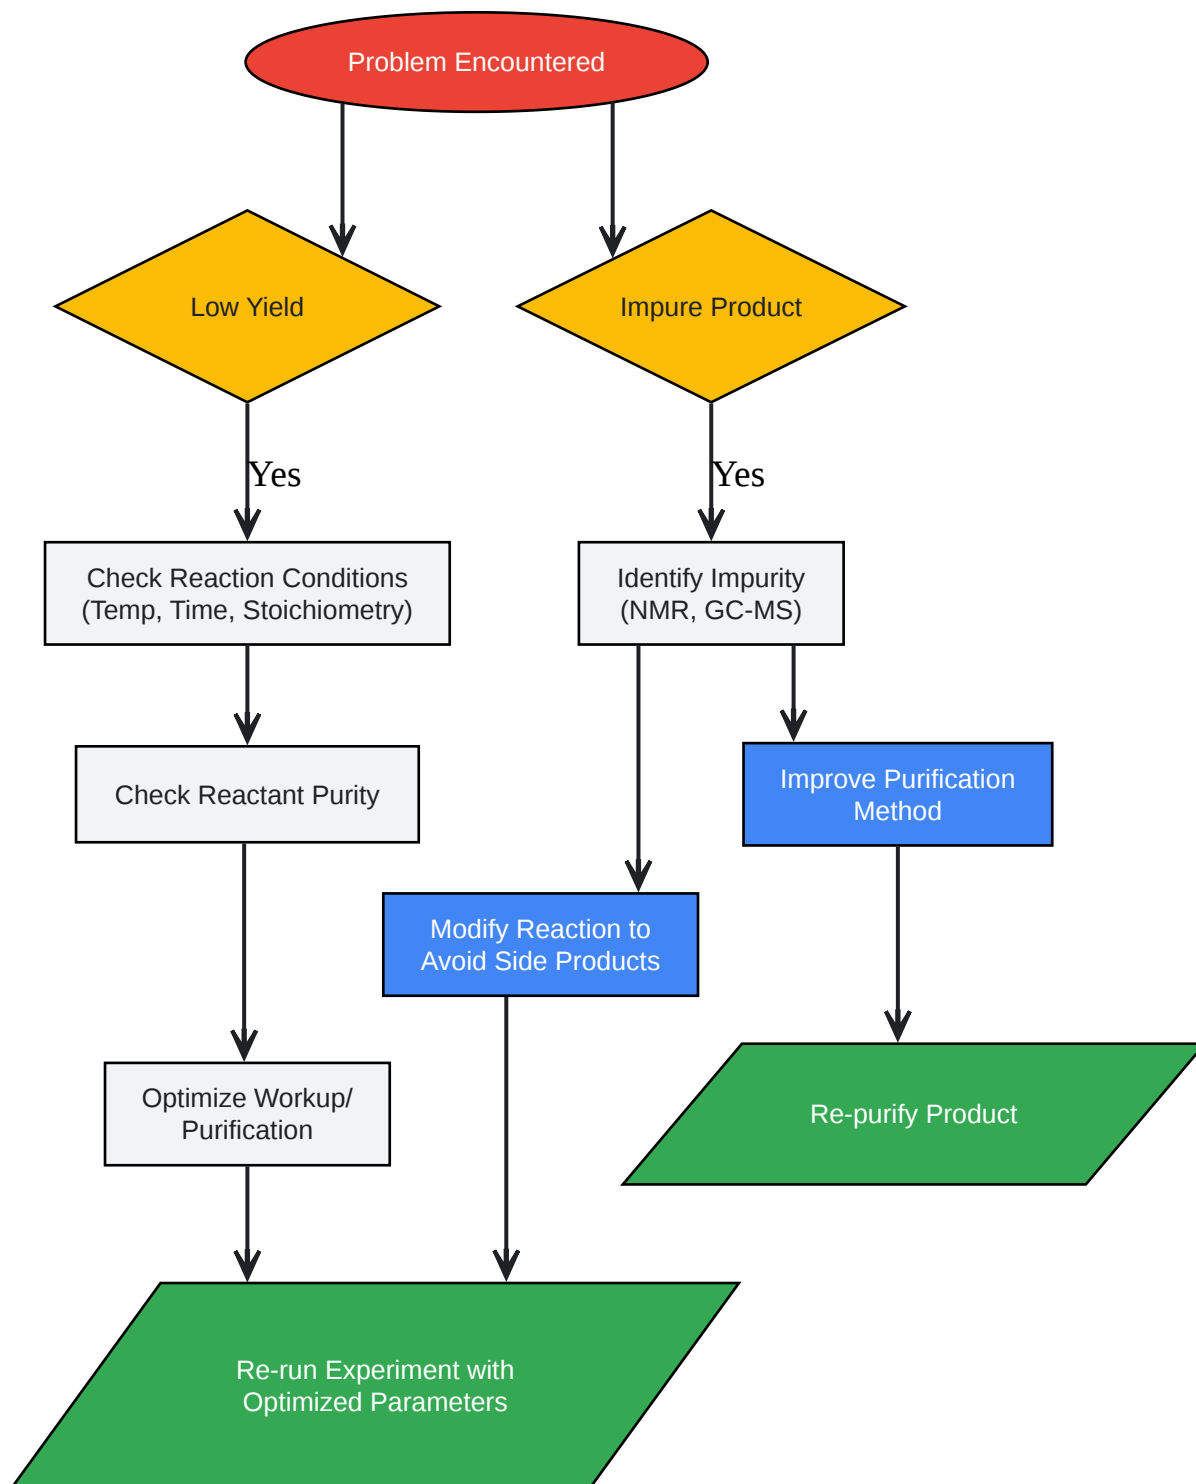 Problem Encountered
Low Yield
Impure Product
Yes
Yes
Check Reaction Conditions
(Temp, Time, Stoichiometry)
Identify Impurity
(NMR, GC-MS)
Check Reactant Purity
Improve Purification
Method
Modify Reaction to
Avoid Side Products
Optimize Workup/
Purification
Re-purify Product
Re-run Experiment with
Optimized Parameters